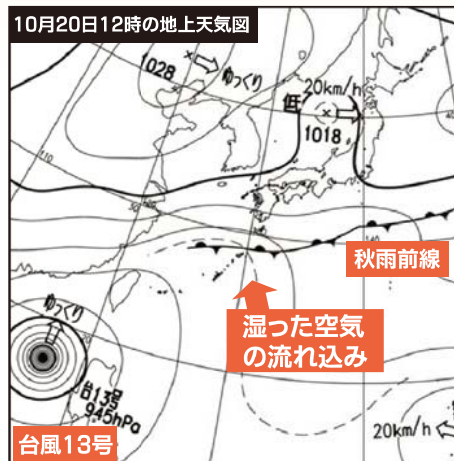 10月20日12時の地上天気図
1028
ゆっくり
20km/h
低
1018
秋雨前線
湿った空気
の流れ込み
ゆっくり
台13号
945hPa
台風13号
20km/h